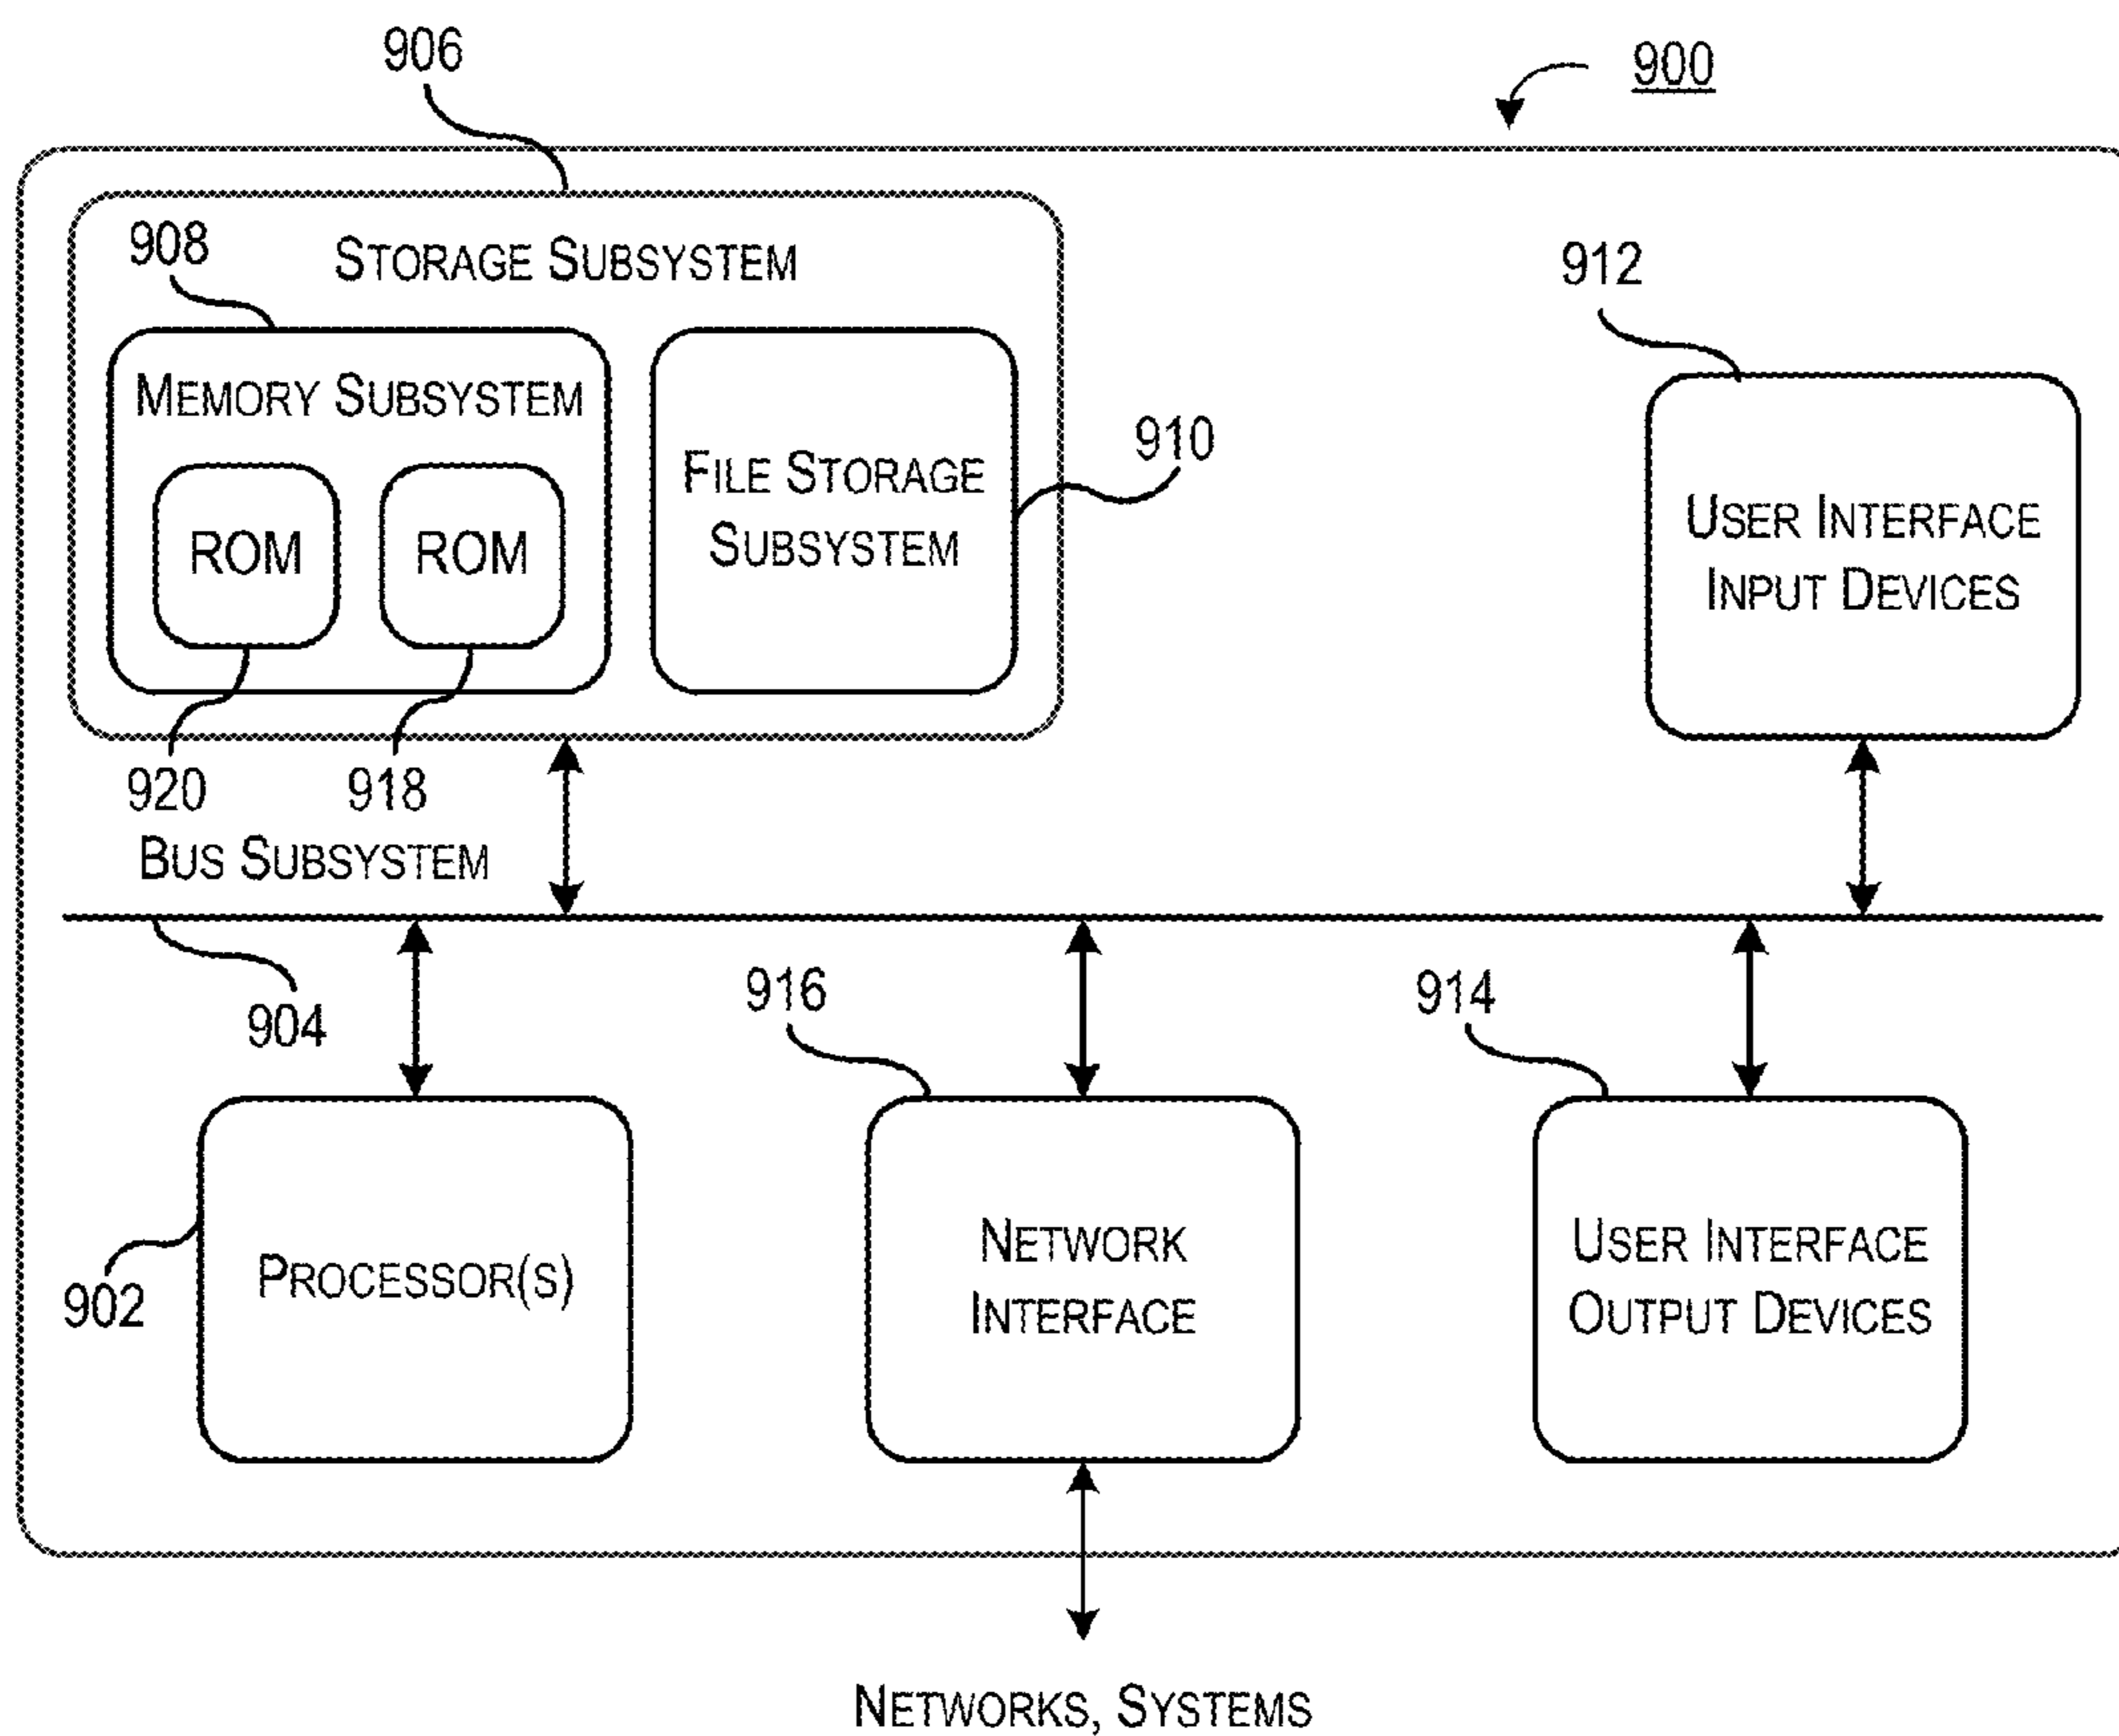 906
900
908
STORAGE SUBSYSTEM
912
MEMORY SUBSYSTEM
910
FILE STORAGE
SUBSYSTEM
ROM
ROM
USER INTERFACE
INPUT DEVICES
920
918
BUS SUBSYSTEM
904
916
914
902
PROCESSOR(S)
NETWORK
INTERFACE
USER INTERFACE
OUTPUT DEVICES
NETWORKS, SYSTEMS